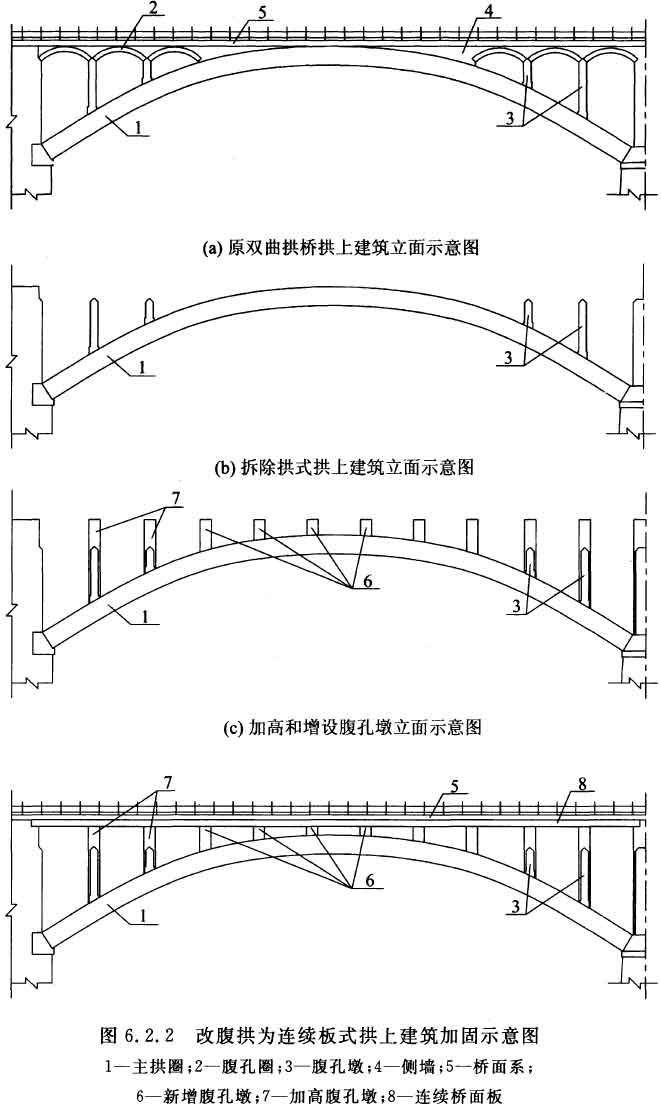 5
4
2
3
1
(a) 原双曲拱桥拱上建筑立面示意图
3
1
(b) 拆除拱式拱上建筑立面示意图
7
6
3
1
(c) 加高和增设腹孔墩立面示意图
7
5
8
6
3
1
图 6.2.2 改腹拱为连续板式拱上建筑加固示意图
1—主拱圈;2—腹孔圈;3—腹孔墩;4—侧墙;5—桥面系;
6—新增腹孔墩;7—加高腹孔墩;8—连续桥面板